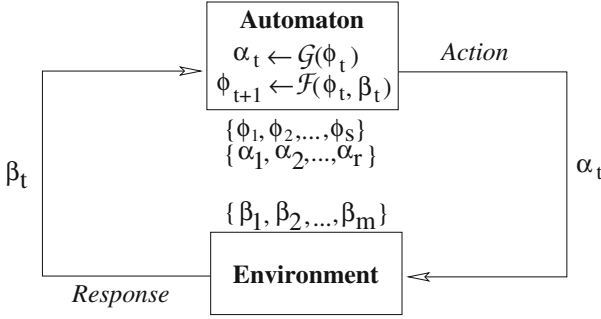 Automaton
α_t ← G(ϕ_t)
ϕ_{t+1} ← F(ϕ_t, β_t)
Action
{ϕ_1, ϕ_2,...,ϕ_s}
{α_1, α_2,...,α_r}
β_t
α_t
{β_1, β_2,...,β_m}
Environment
Response